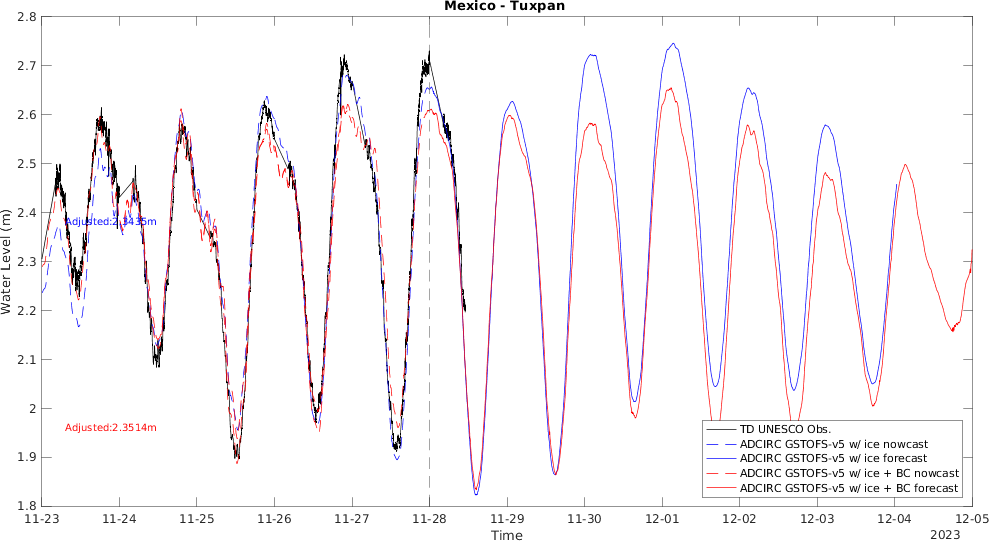 Mexico - Tuxpan
Water Level (m)
2.8
2.7
2.6
2.5
2.4
2.3
2.2
2.1
2
1.9
1.8
Adjusted:2.3435m
Adjusted:2.3514m
TD UNESCO Obs.
ADCIRC GSTOFS-v5 w/ ice nowcast
ADCIRC GSTOFS-v5 w/ ice forecast
ADCIRC GSTOFS-v5 w/ ice + BC nowcast
ADCIRC GSTOFS-v5 w/ ice + BC forecast
11-23 11-24 11-25 11-26 11-27 11-28 11-29 11-30 12-01 12-02 12-03 12-04 12-05
Time
2023